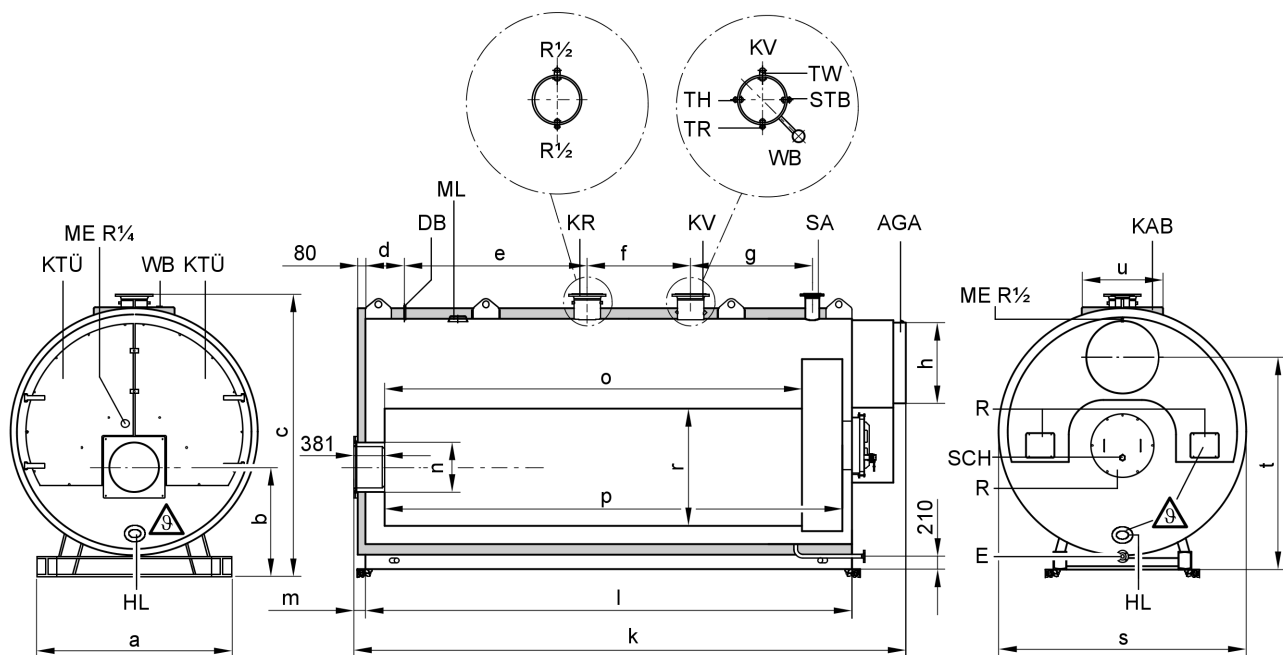 R½
R½
KV
TW
TH
STB
TR
WB
ML
DB
KR
KV
SA
AGA
KAB
ME R¼
KTÜ
WB
KTÜ
80
d
e
f
g
u
ME R½
c
b
h
o
381
n
r
p
210
t
R
SCH
R
E
ϑ
ϑ
HL
HL
m
l
a
k
s